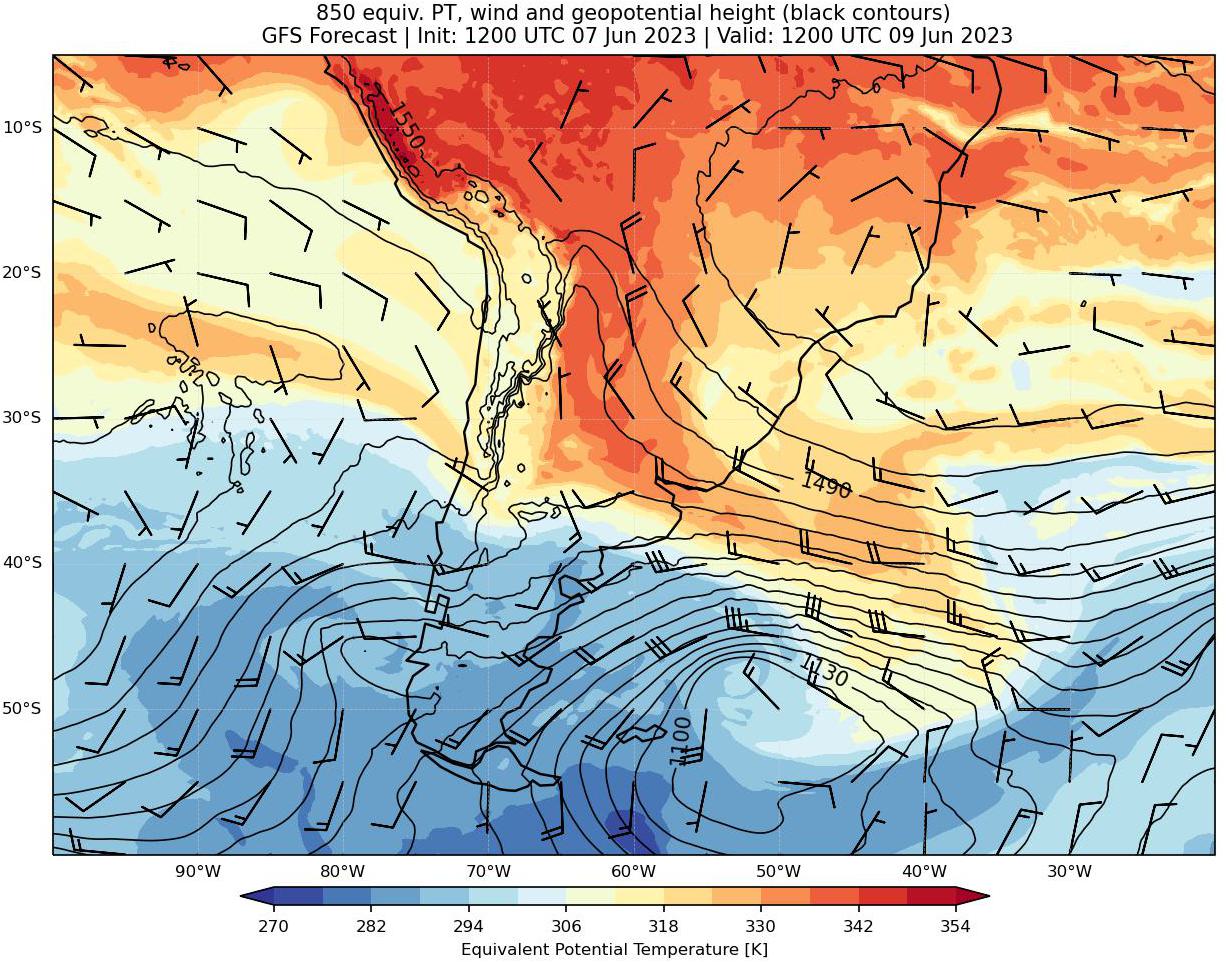 850 equiv. PT, wind and geopotential height (black contours)
GFS Forecast | Init: 1200 UTC 07 Jun 2023 | Valid: 1200 UTC 09 Jun 2023
10°S
20°S
30°S
40°S
50°S
1550
1490
1130
1100
90°W 80°W 70°W 60°W 50°W 40°W 30°W
270 282 294 306 318 330 342 354
Equivalent Potential Temperature [K]